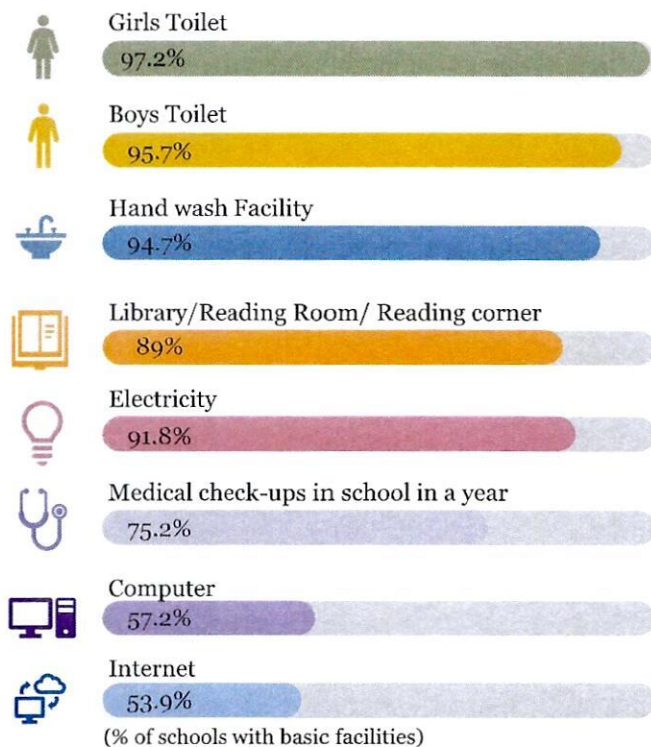 Girls Toilet
97.2%
Boys Toilet
95.7%
Hand wash Facility
94.7%
Library/Reading Room/ Reading corner
89%
Electricity
91.8%
Medical check-ups in school in a year
75.2%
Computer
57.2%
Internet
53.9%
(% of schools with basic facilities)